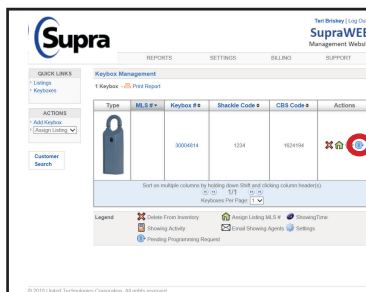 Teri Briskey | Log Ou
Supra
SupraWEB
Management Websi
REPORTS SETTINGS BILLING SUPPORT
QUICK LINKS
Listings
Keyboxes
ACTIONS
Add Keybox
Assign Listing
Customer
Search
Keybox Management
1 Keybox - Print Report
Type MLS # Keybox # Shackle Code CBS Code Actions
30004614 1234 1624194
Sort on multiple columns by holding down Shift and clicking column header(s)
1/1
Keyboxes Per Page: 1
Legend Delete From Inventory Assign Listing MLS # ShowingTime
Showing Activity Email Showing Agents Settings
Pending Programming Request
© 2015 United Technologies Corporation. All rights reserved.